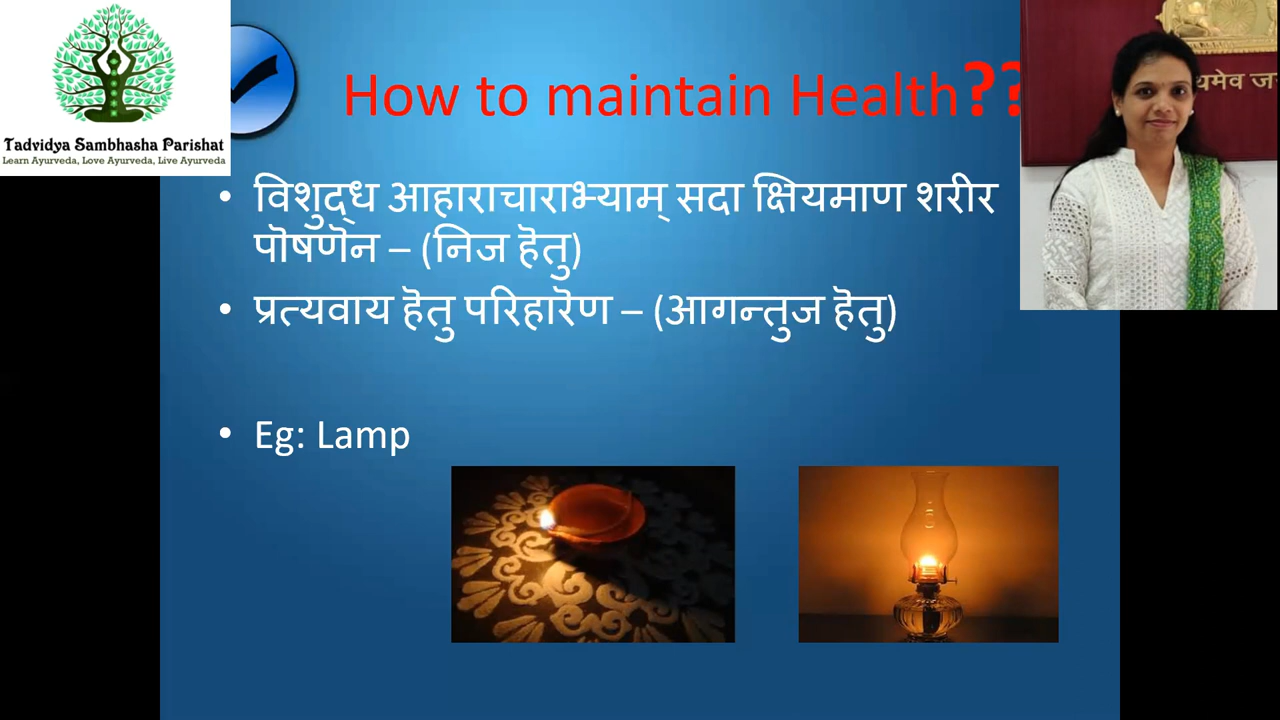 Tadvidya Sambhasha Parishat
Learn Ayurveda, Love Ayurveda, Live Ayurveda
How to maintain Health??
• विशुद्ध आहाराचाराभ्याम् सदा क्षियमाण शरीर
पॊषणॆन – (निज हॆतु)
• प्रत्यवाय हॆतु परिहारॆण – (आगन्तुज हॆतु)
• Eg: Lamp